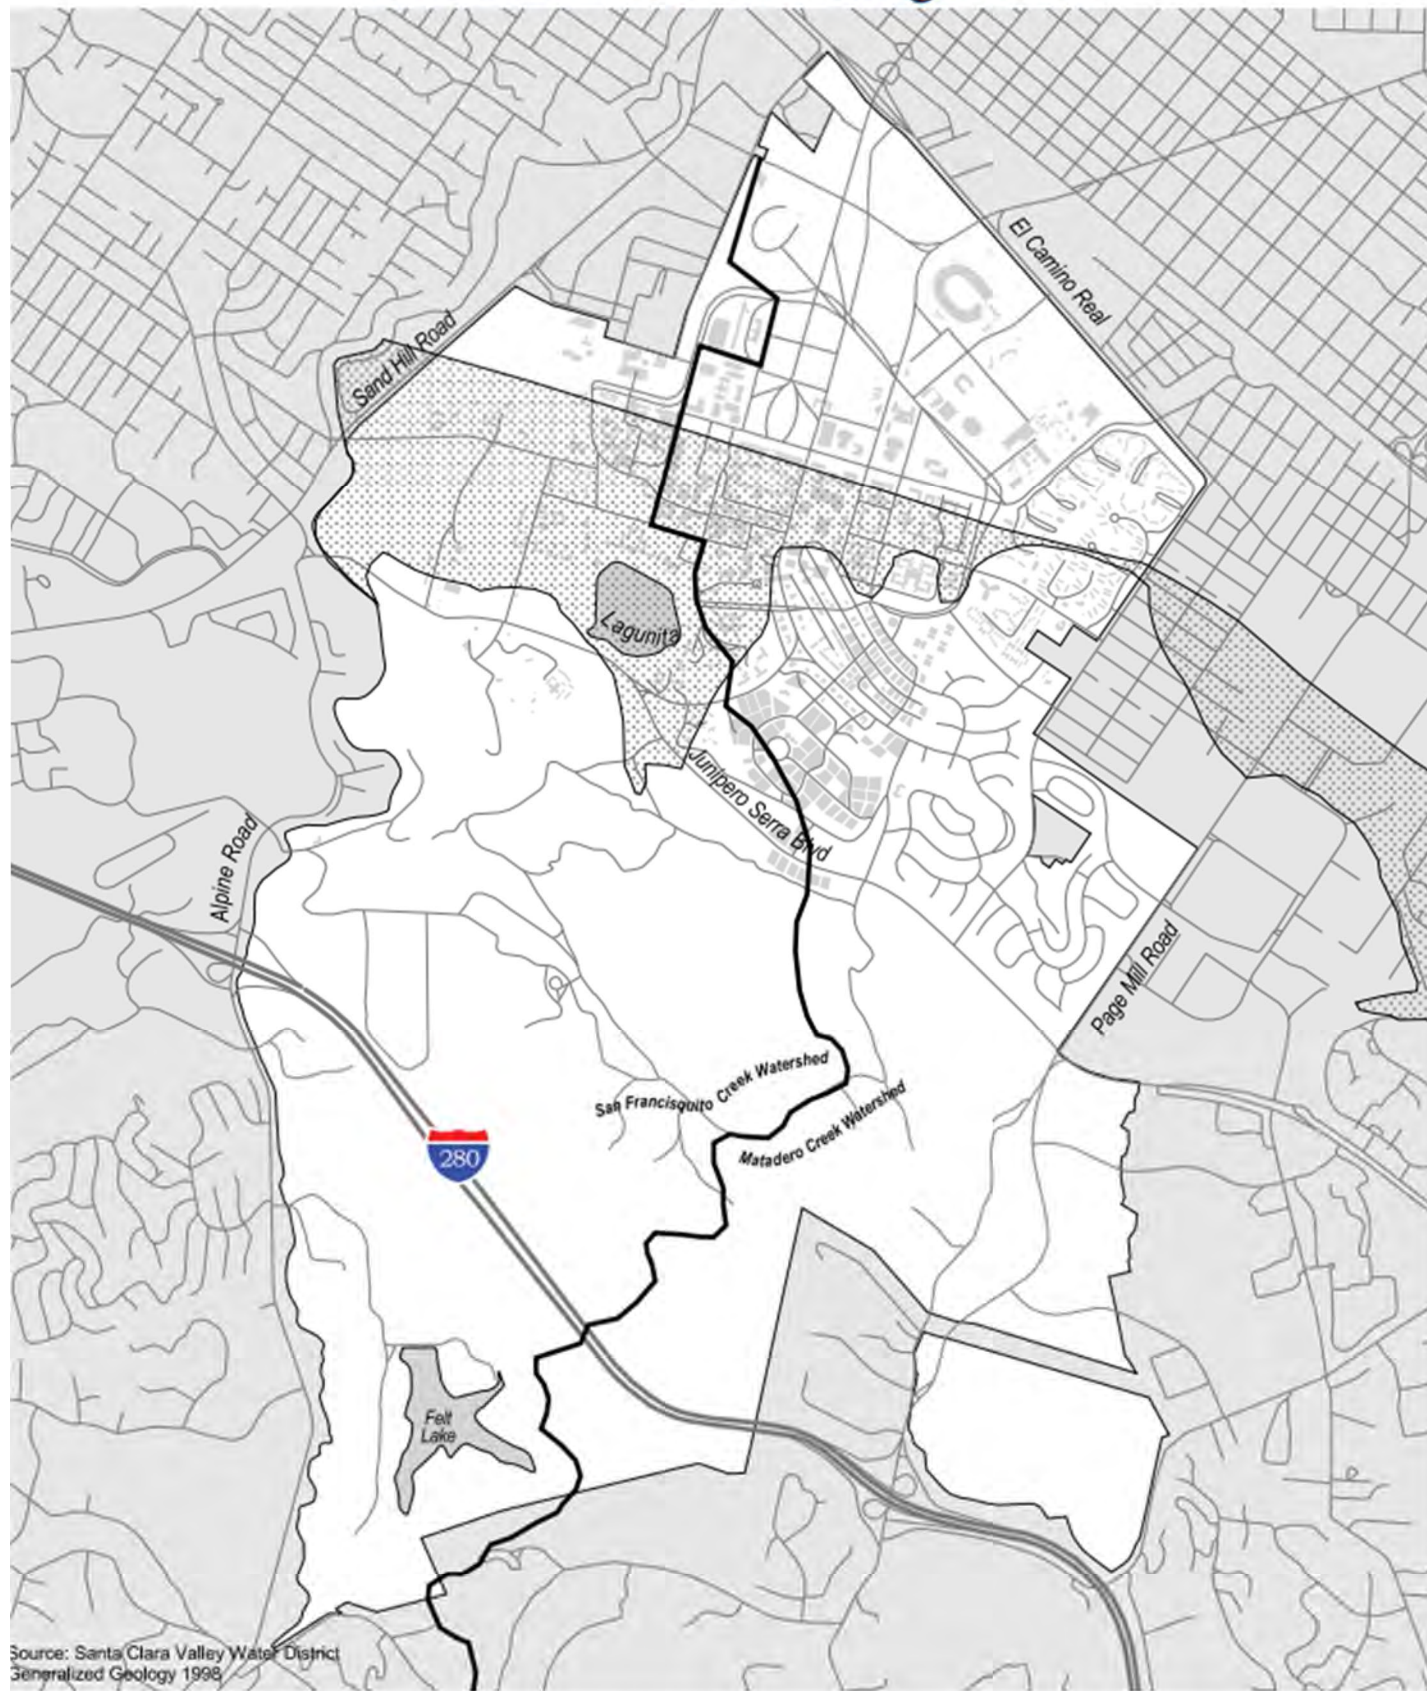 El Camino Real
Sand Hill Road
Lagunita
Junipero Serra Blvd
Alpine Road
Page Mill Road
San Francisquito Creek Watershed
Matadero Creek Watershed
280
Felt
Lake
Source: Santa Clara Valley Water District
Generalized Geology 1998